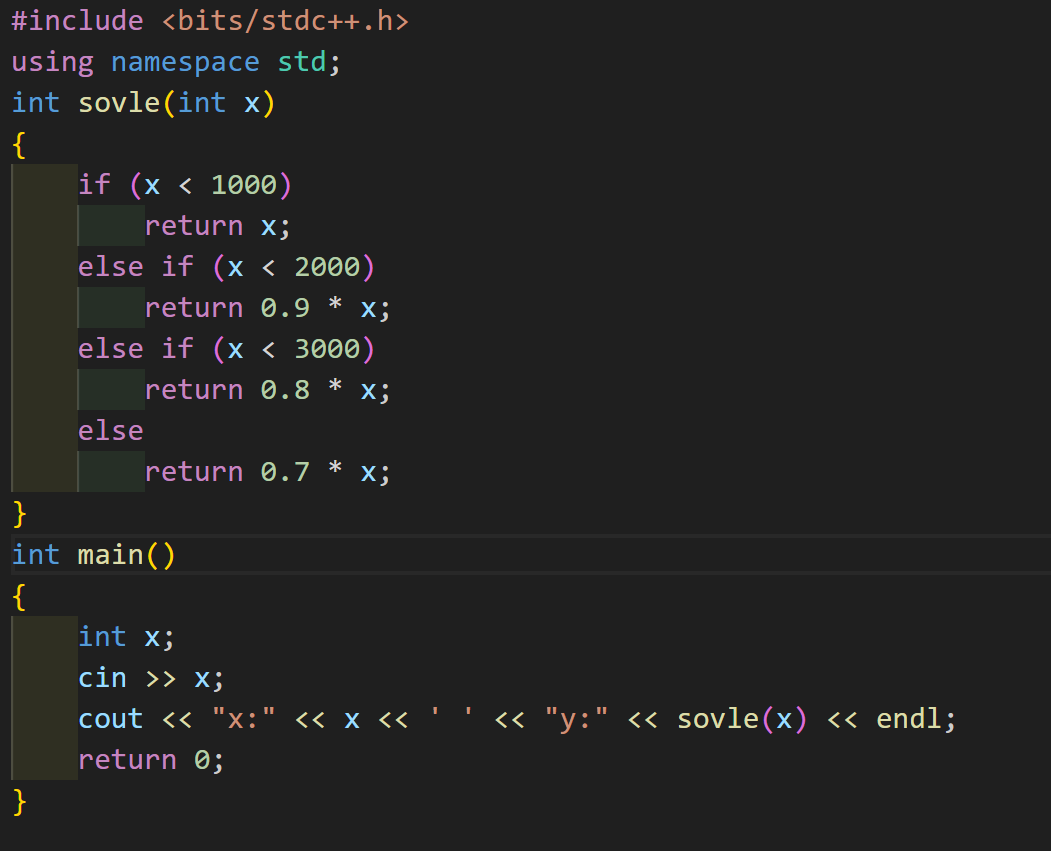 #include <bits/stdc++.h>
using namespace std;
int sovle(int x)
{
    if (x < 1000)
        return x;
    else if (x < 2000)
        return 0.9 * x;
    else if (x < 3000)
        return 0.8 * x;
    else
        return 0.7 * x;
}
int main()
{
    int x;
    cin >> x;
    cout << "x:" << x << ' ' << "y:" << sovle(x) << endl;
    return 0;
}